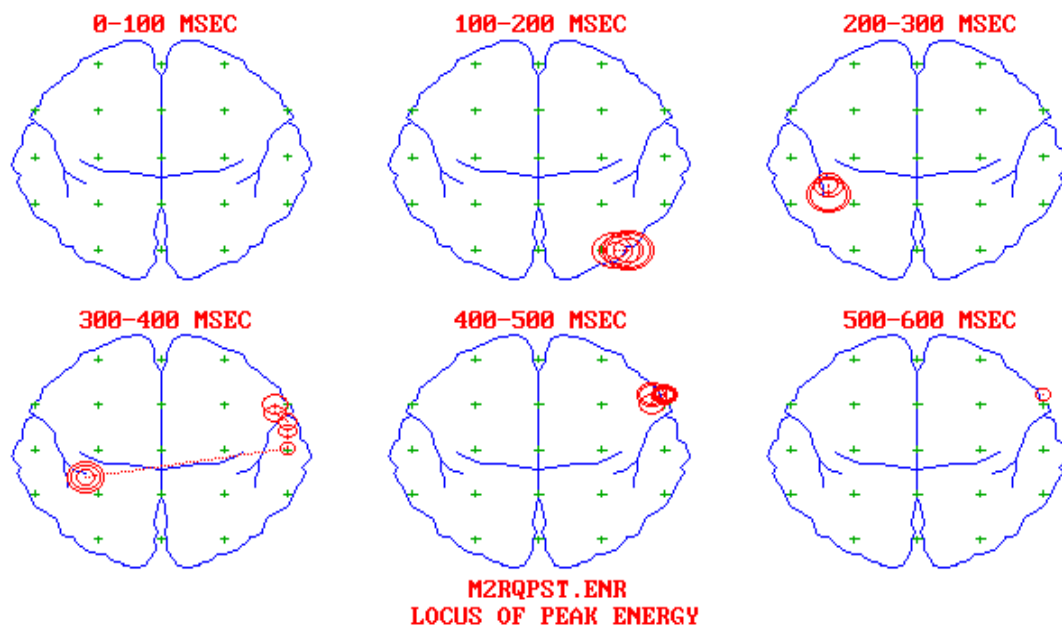 0-100 MSEC
100-200 MSEC
200-300 MSEC
300-400 MSEC
400-500 MSEC
500-600 MSEC
M2RQPST.ENR
LOCUS OF PEAK ENERGY